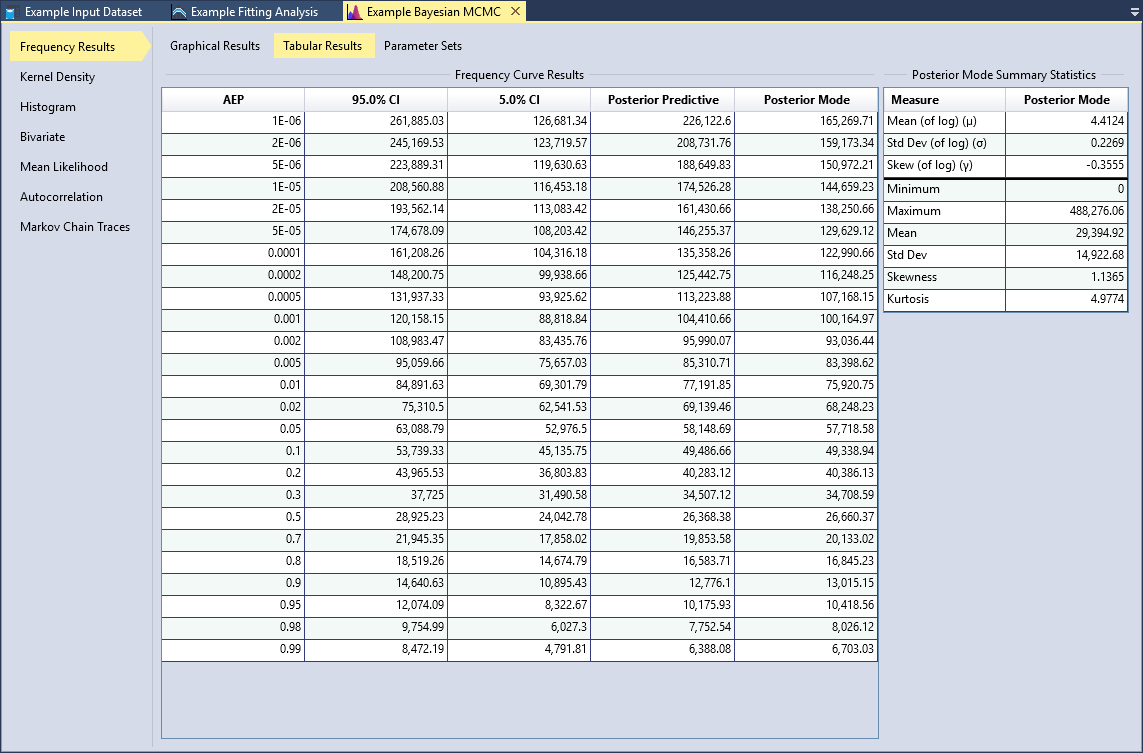 Example Input Dataset Example Fitting Analysis Example Bayesian MCMC
Frequency Results
Kernel Density
Histogram
Bivariate
Mean Likelihood
Autocorrelation
Markov Chain Traces
Graphical Results Tabular Results Parameter Sets
Frequency Curve Results
AEP 95.0% CI 5.0% CI Posterior Predictive Posterior Mode
1E-06 261,885.03 126,681.34 226,122.6 165,269.71
2E-06 245,169.53 123,719.57 208,731.76 159,173.34
5E-06 223,889.31 119,630.63 188,649.83 150,972.21
1E-05 208,560.88 116,453.18 174,526.28 144,659.23
2E-05 193,562.14 113,083.42 161,430.66 138,250.66
5E-05 174,678.09 108,203.42 146,255.37 129,629.12
0.0001 161,208.26 104,316.18 135,358.26 122,990.66
0.0002 148,200.75 99,938.66 125,442.75 116,248.25
0.0005 131,937.33 93,925.62 113,223.88 107,168.15
0.001 120,158.15 88,818.84 104,410.66 100,164.97
0.002 108,983.47 83,435.76 95,990.07 93,036.44
0.005 95,059.66 75,657.03 85,310.71 83,398.62
0.01 84,891.63 69,301.79 77,191.85 75,920.75
0.02 75,310.5 62,541.53 69,139.46 68,248.23
0.05 63,088.79 52,976.5 58,148.69 57,718.58
0.1 53,739.33 45,135.75 49,486.66 49,338.94
0.2 43,965.53 36,803.83 40,283.12 40,386.13
0.3 37,725 31,490.58 34,507.12 34,708.59
0.5 28,925.23 24,042.78 26,368.38 26,660.37
0.7 21,945.35 17,858.02 19,853.58 20,133.02
0.8 18,519.26 14,674.79 16,583.71 16,845.23
0.9 14,640.63 10,895.43 12,776.1 13,015.15
0.95 12,074.09 8,322.67 10,175.93 10,418.56
0.98 9,754.99 6,027.3 7,752.54 8,026.12
0.99 8,472.19 4,791.81 6,388.08 6,703.03
Posterior Mode Summary Statistics
Measure Posterior Mode
Mean (of log) (μ) 4.4124
Std Dev (of log) (σ) 0.2269
Skew (of log) (γ) -0.3555
Minimum 0
Maximum 488,276.06
Mean 29,394.92
Std Dev 14,922.68
Skewness 1.1365
Kurtosis 4.9774